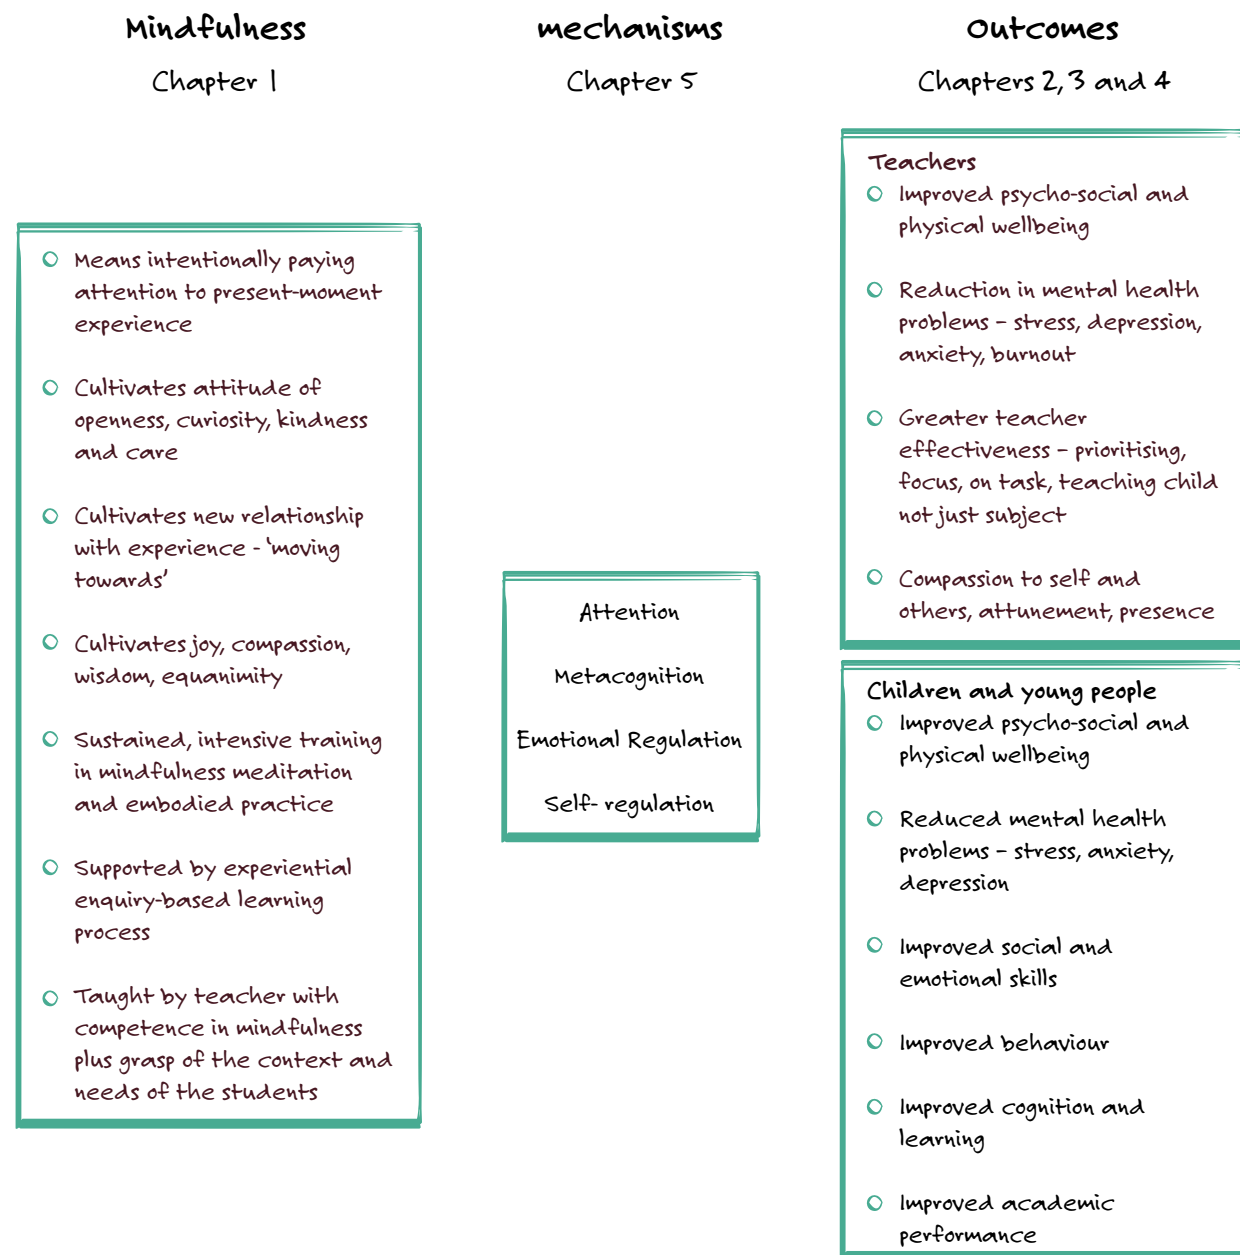 Mindfulness
Chapter 1
Means intentionally paying
attention to present-moment
experience
Cultivates attitude of
openness, curiosity, kindness
and care
Cultivates new relationship
with experience - ‘moving
towards’
Cultivates joy, compassion,
wisdom, equanimity
Sustained, intensive training
in mindfulness meditation
and embodied practice
Supported by experiential
enquiry-based learning
process
Taught by teacher with
competence in mindfulness
plus grasp of the context and
needs of the students
mechanisms
Chapter 5
Attention
Metacognition
Emotional Regulation
Self- regulation
Outcomes
Chapters 2, 3 and 4
Teachers
Improved psycho-social and
physical wellbeing
Reduction in mental health
problems – stress, depression,
anxiety, burnout
Greater teacher
effectiveness – prioritising,
focus, on task, teaching child
not just subject
Compassion to self and
others, attunement, presence
Children and young people
Improved psycho-social and
physical wellbeing
Reduced mental health
problems – stress, anxiety,
depression
Improved social and
emotional skills
Improved behaviour
Improved cognition and
learning
Improved academic
performance